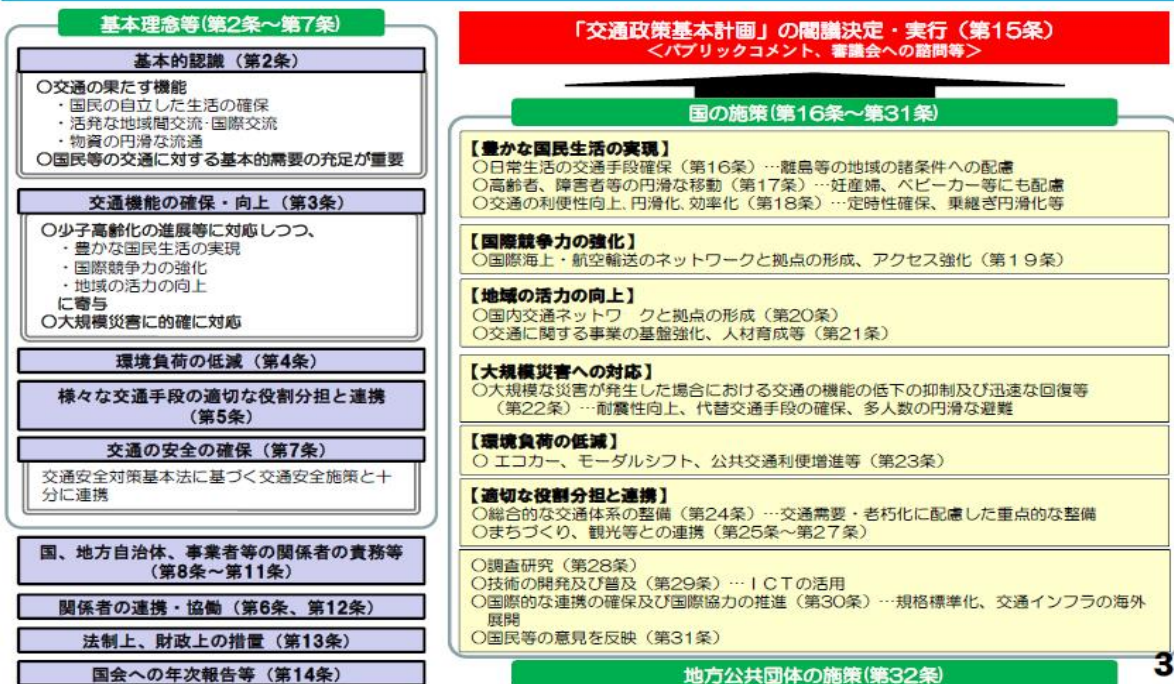 基本理念等(第2条～第7条)
基本的認識（第2条）
〇交通の果たす機能
・国民の自立した生活の確保
・活発な地域間交流･国際交流
・物資の円滑な流通
〇国民等の交通に対する基本的需要の充足が重要
交通機能の確保・向上（第3条）
〇少子高齢化の進展等に対応しつつ、
・豊かな国民生活の実現
・国際競争力の強化
・地域の活力の向上
に寄与
〇大規模災害に的確に対応
環境負荷の低減（第4条）
様々な交通手段の適切な役割分担と連携
（第5条）
交通の安全の確保（第7条）
交通安全対策基本法に基づく交通安全施策と十
分に連携
国、地方自治体、事業者等の関係者の責務等
（第8条～第11条）
関係者の連携・協働（第6条、第12条）
法制上、財政上の措置（第13条）
国会への年次報告等（第14条）
「交通政策基本計画」の閣議決定・実行（第15条）
＜パブリックコメント、審議会への諮問等＞
国の施策(第16条～第31条)
【豊かな国民生活の実現】
〇日常生活の交通手段確保（第16条）…離島等の地域の諸条件への配慮
〇高齢者、障害者等の円滑な移動（第17条）…妊産婦、ベビーカー等にも配慮
〇交通の利便性向上､円滑化､効率化（第18条）…定時性確保、乗継ぎ円滑化等
【国際競争力の強化】
〇国際海上・航空輸送のネットワークと拠点の形成、アクセス強化（第１９条）
【地域の活力の向上】
〇国内交通ネットワ　クと拠点の形成（第20条）
〇交通に関する事業の基盤強化、人材育成等（第21条）
【大規模災害への対応】
〇大規模な災害が発生した場合における交通の機能の低下の抑制及び迅速な回復等
（第22条）…耐震性向上、代替交通手段の確保、多人数の円滑な避難
【環境負荷の低減】
〇 エコカー、モーダルシフト、公共交通利便増進等（第23条）
【適切な役割分担と連携】
〇総合的な交通体系の整備（第24条）…交通需要・老朽化に配慮した重点的な整備
〇まちづくり、観光等との連携（第25条～第27条）
〇調査研究（第28条）
〇技術の開発及び普及（第29条）…ＩＣＴの活用
〇国際的な連携の確保及び国際協力の推進（第30条）…規格標準化、交通インフラの海外
展開
〇国民等の意見を反映（第31条）
地方公共団体の施策(第32条)
3